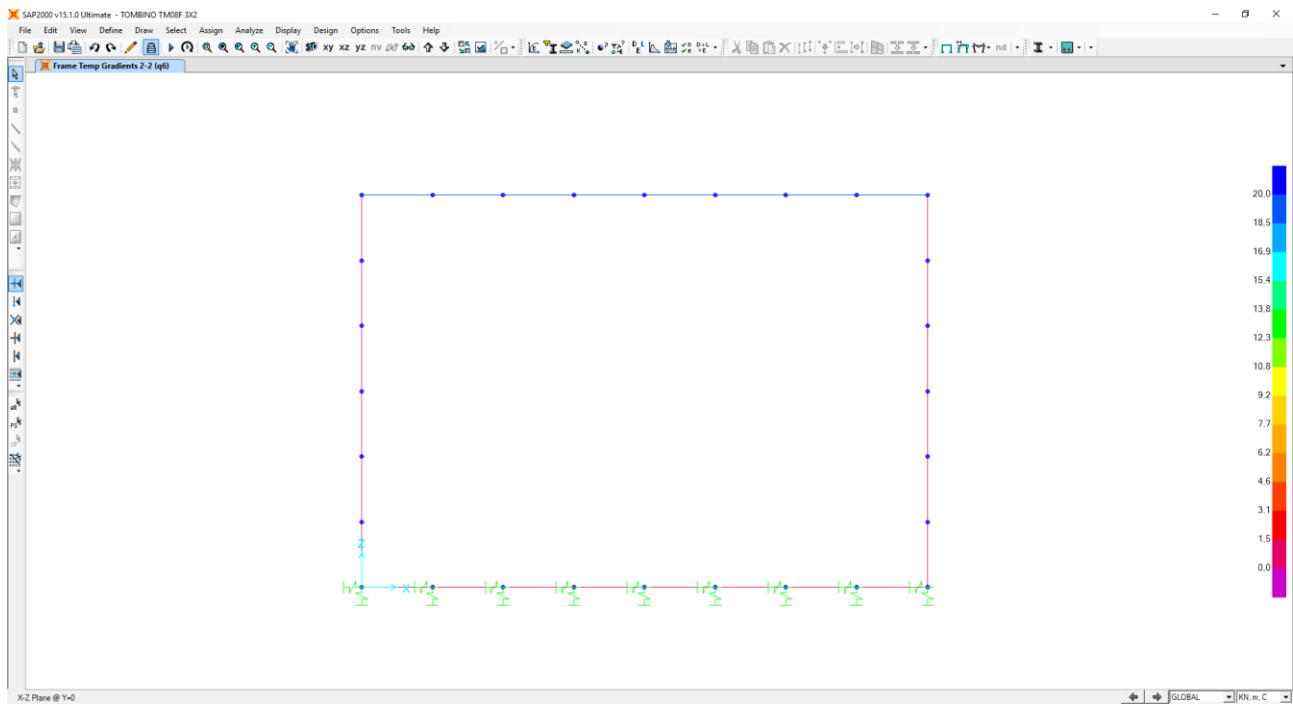 SAP2000 v15.1.0 Ultimate - TOMBINO TM08F 3X2
File Edit View Define Draw Select Assign Analyze Display Design Options Tools Help
xy xz yz nv nd
Frame Temp Gradients 2-2 (q6)
20.0
18.5
16.9
15.4
13.8
12.3
10.8
9.2
7.7
6.2
4.6
3.1
1.5
0.0
Z
X
X-Z Plane @ Y=0
GLOBAL
KN, m, C